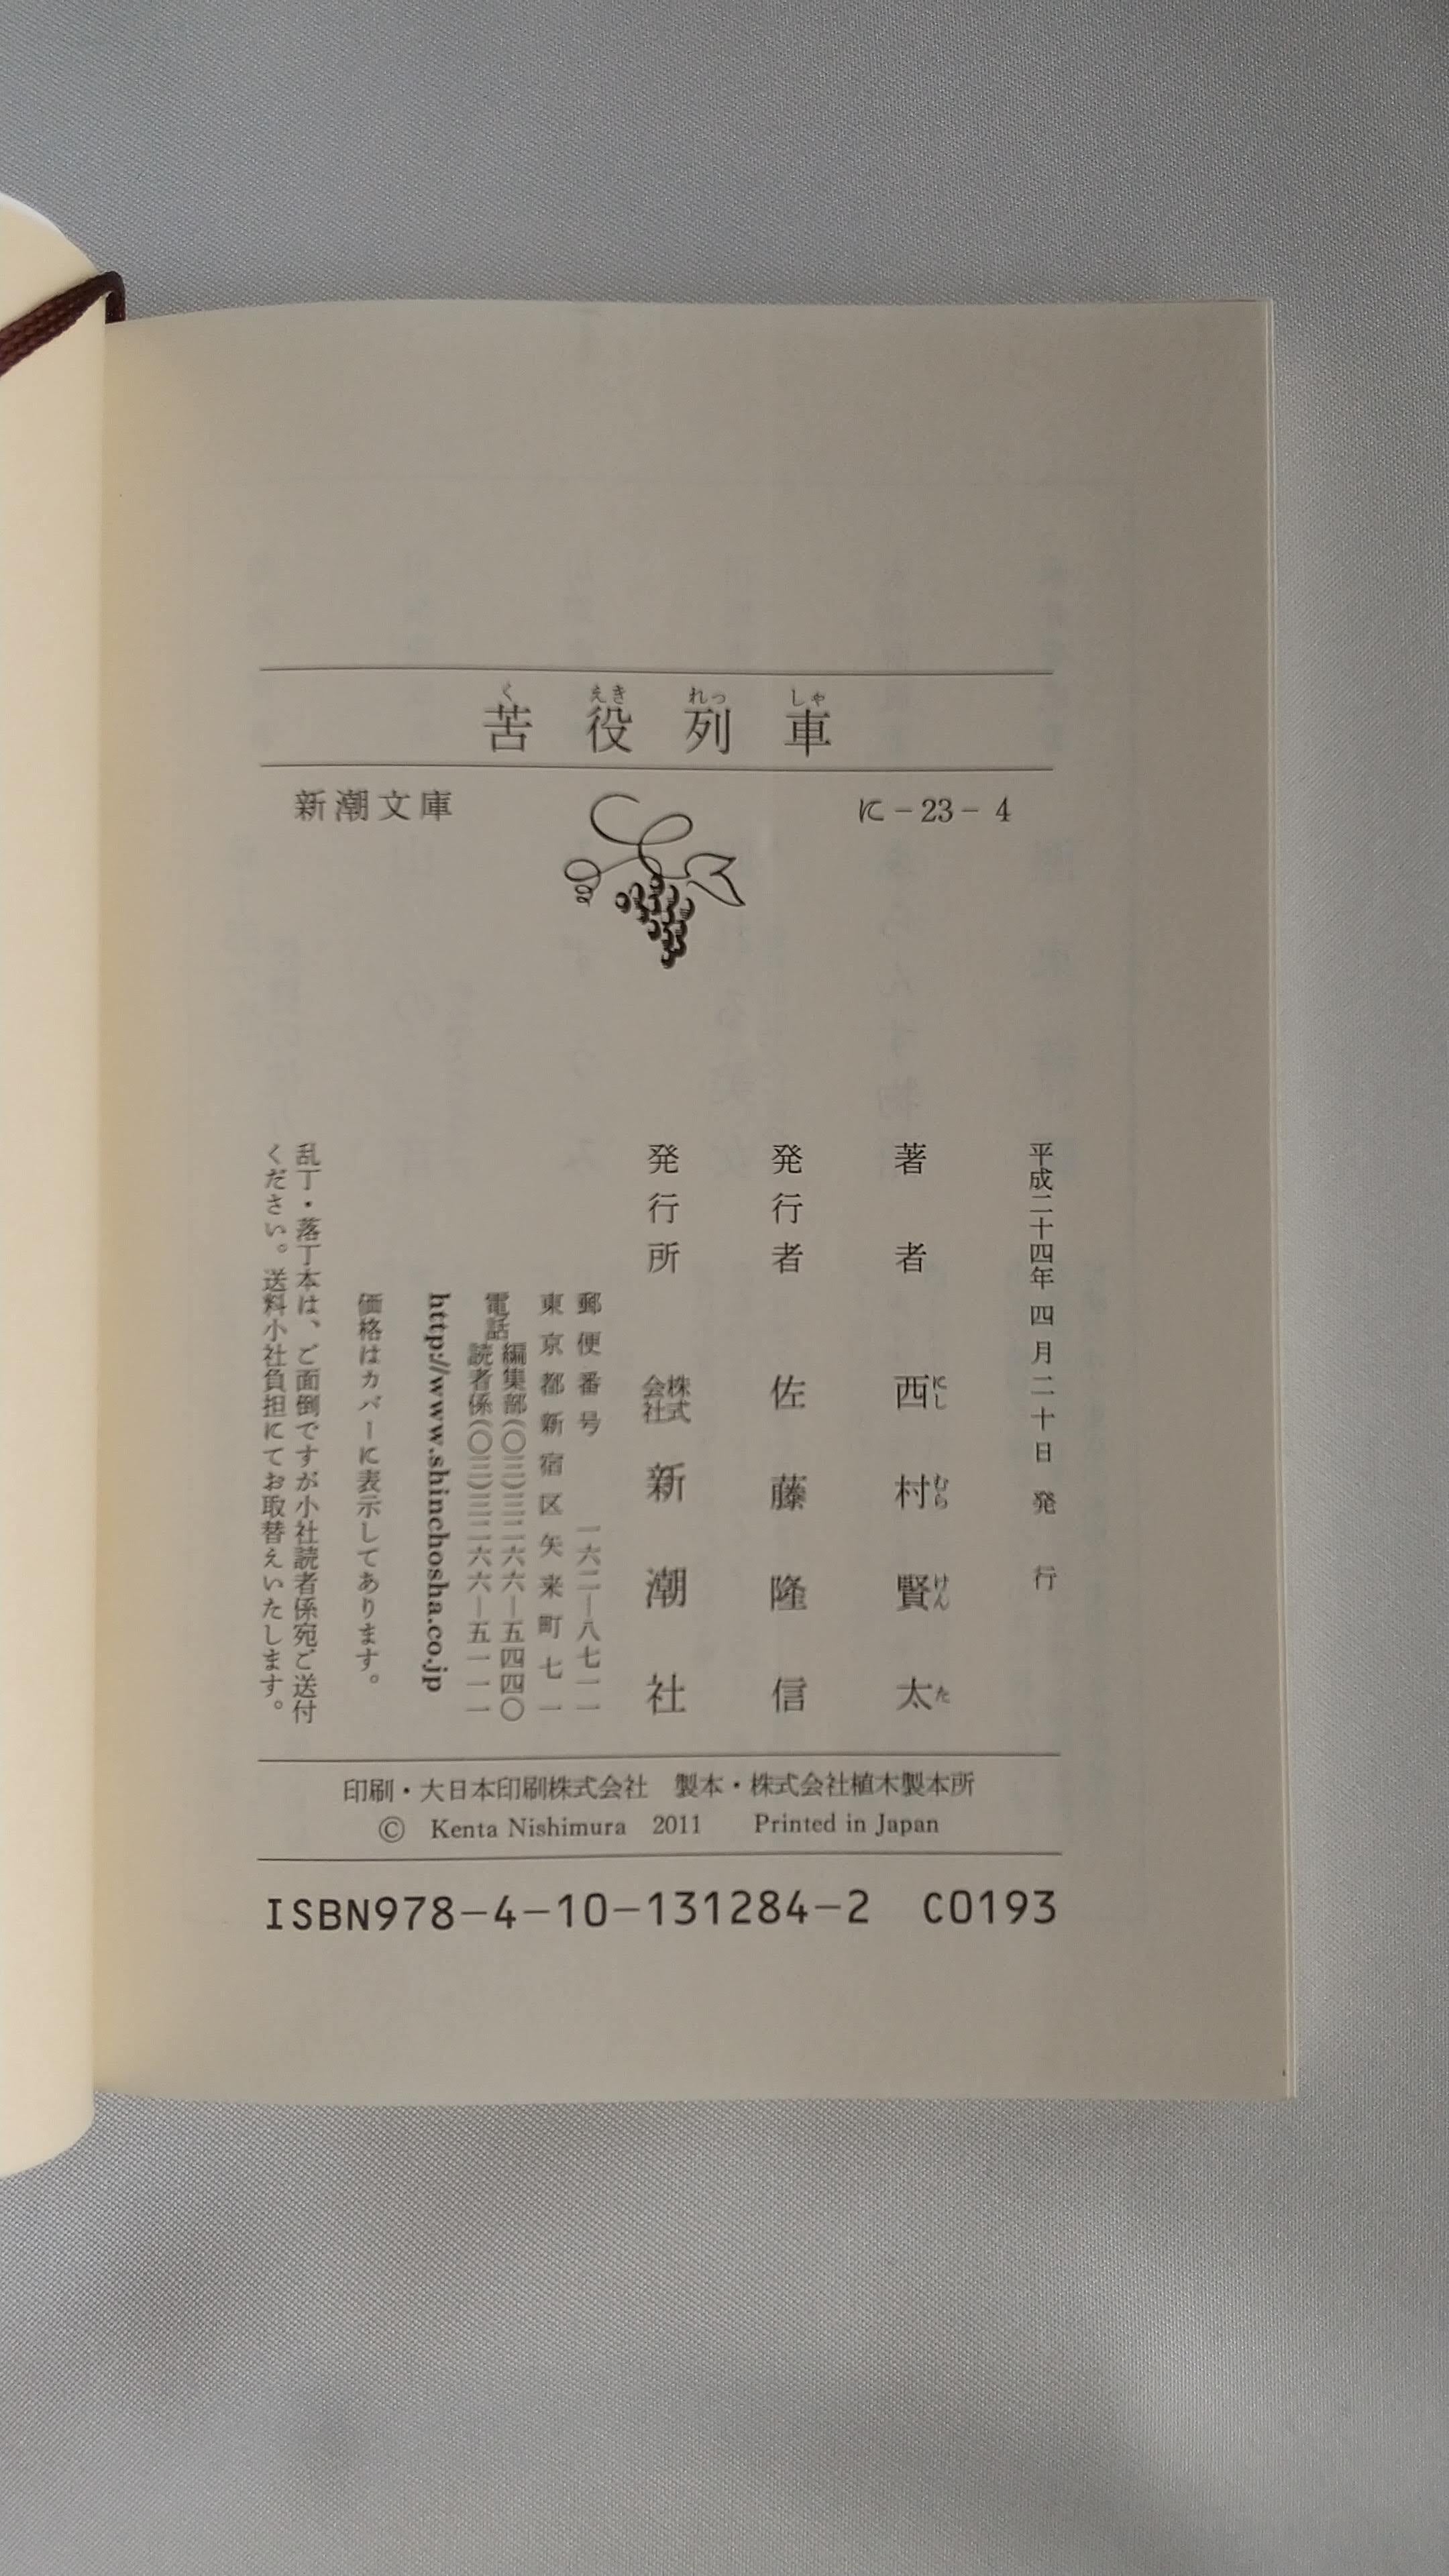 苦役列車
くえきれっしゃ
新潮文庫　に-23-4
平成二十四年四月二十日発行
著者　西村賢太
にしむらけんた
発行者　佐藤隆信
発行所　株式会社　新潮社
郵便番号　一六二―八七一一
東京都新宿区矢来町七一
電話　編集部(〇三)三二六六―五四四〇
読者係(〇三)三二六六―五一一一
http://www.shinchosha.co.jp
価格はカバーに表示してあります。
乱丁・落丁本は、ご面倒ですが小社読者係宛ご送付
ください。送料小社負担にてお取替えいたします。
印刷・大日本印刷株式会社　製本・株式会社植木製本所
© Kenta Nishimura 2011　Printed in Japan
ISBN978-4-10-131284-2 C0193